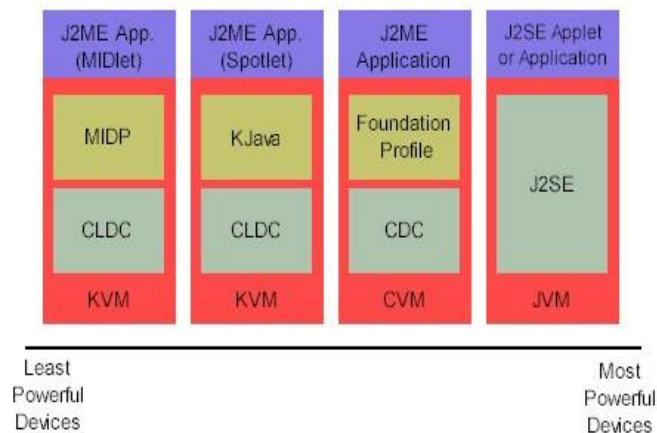 J2ME App.
(MIDlet)
MIDP
CLDC
KVM
J2ME App.
(Spotlet)
KJava
CLDC
KVM
J2ME
Application
Foundation
Profile
CDC
CVM
J2SE Applet
or Application
J2SE
JVM
Least
Powerful
Devices
Most
Powerful
Devices